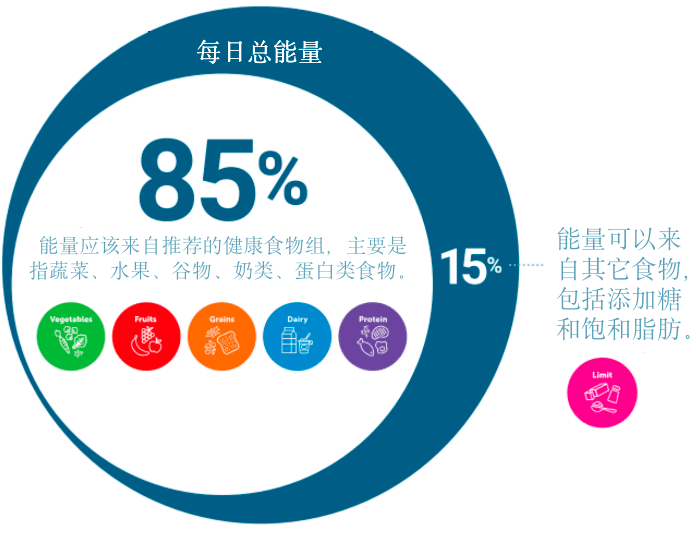 每日总能量
85%
能量应该来自推荐的健康食物组, 主要是
指蔬菜、水果、谷物、奶类、蛋白类食物。
Vegetables
Fruits
Grains
Dairy
Protein
15%
能量可以来
自其它食物,
包括添加糖
和饱和脂肪。
Limit